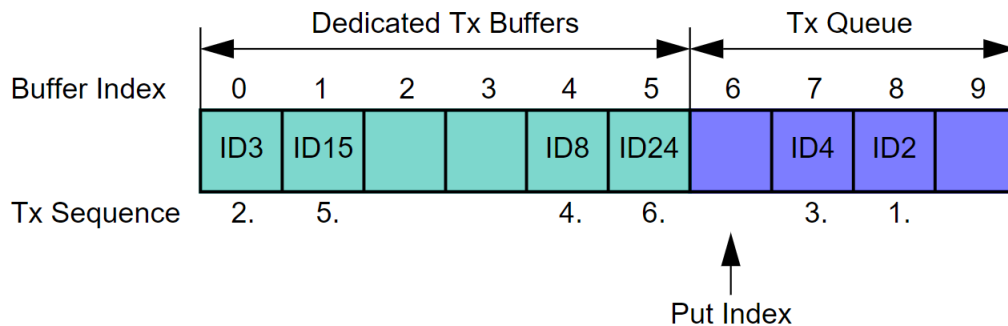 Dedicated Tx Buffers Tx Queue
Buffer Index 0 1 2 3 4 5 6 7 8 9
ID3 ID15 ID8 ID24 ID4 ID2
Tx Sequence 2. 5. 4. 6. 3. 1.
Put Index